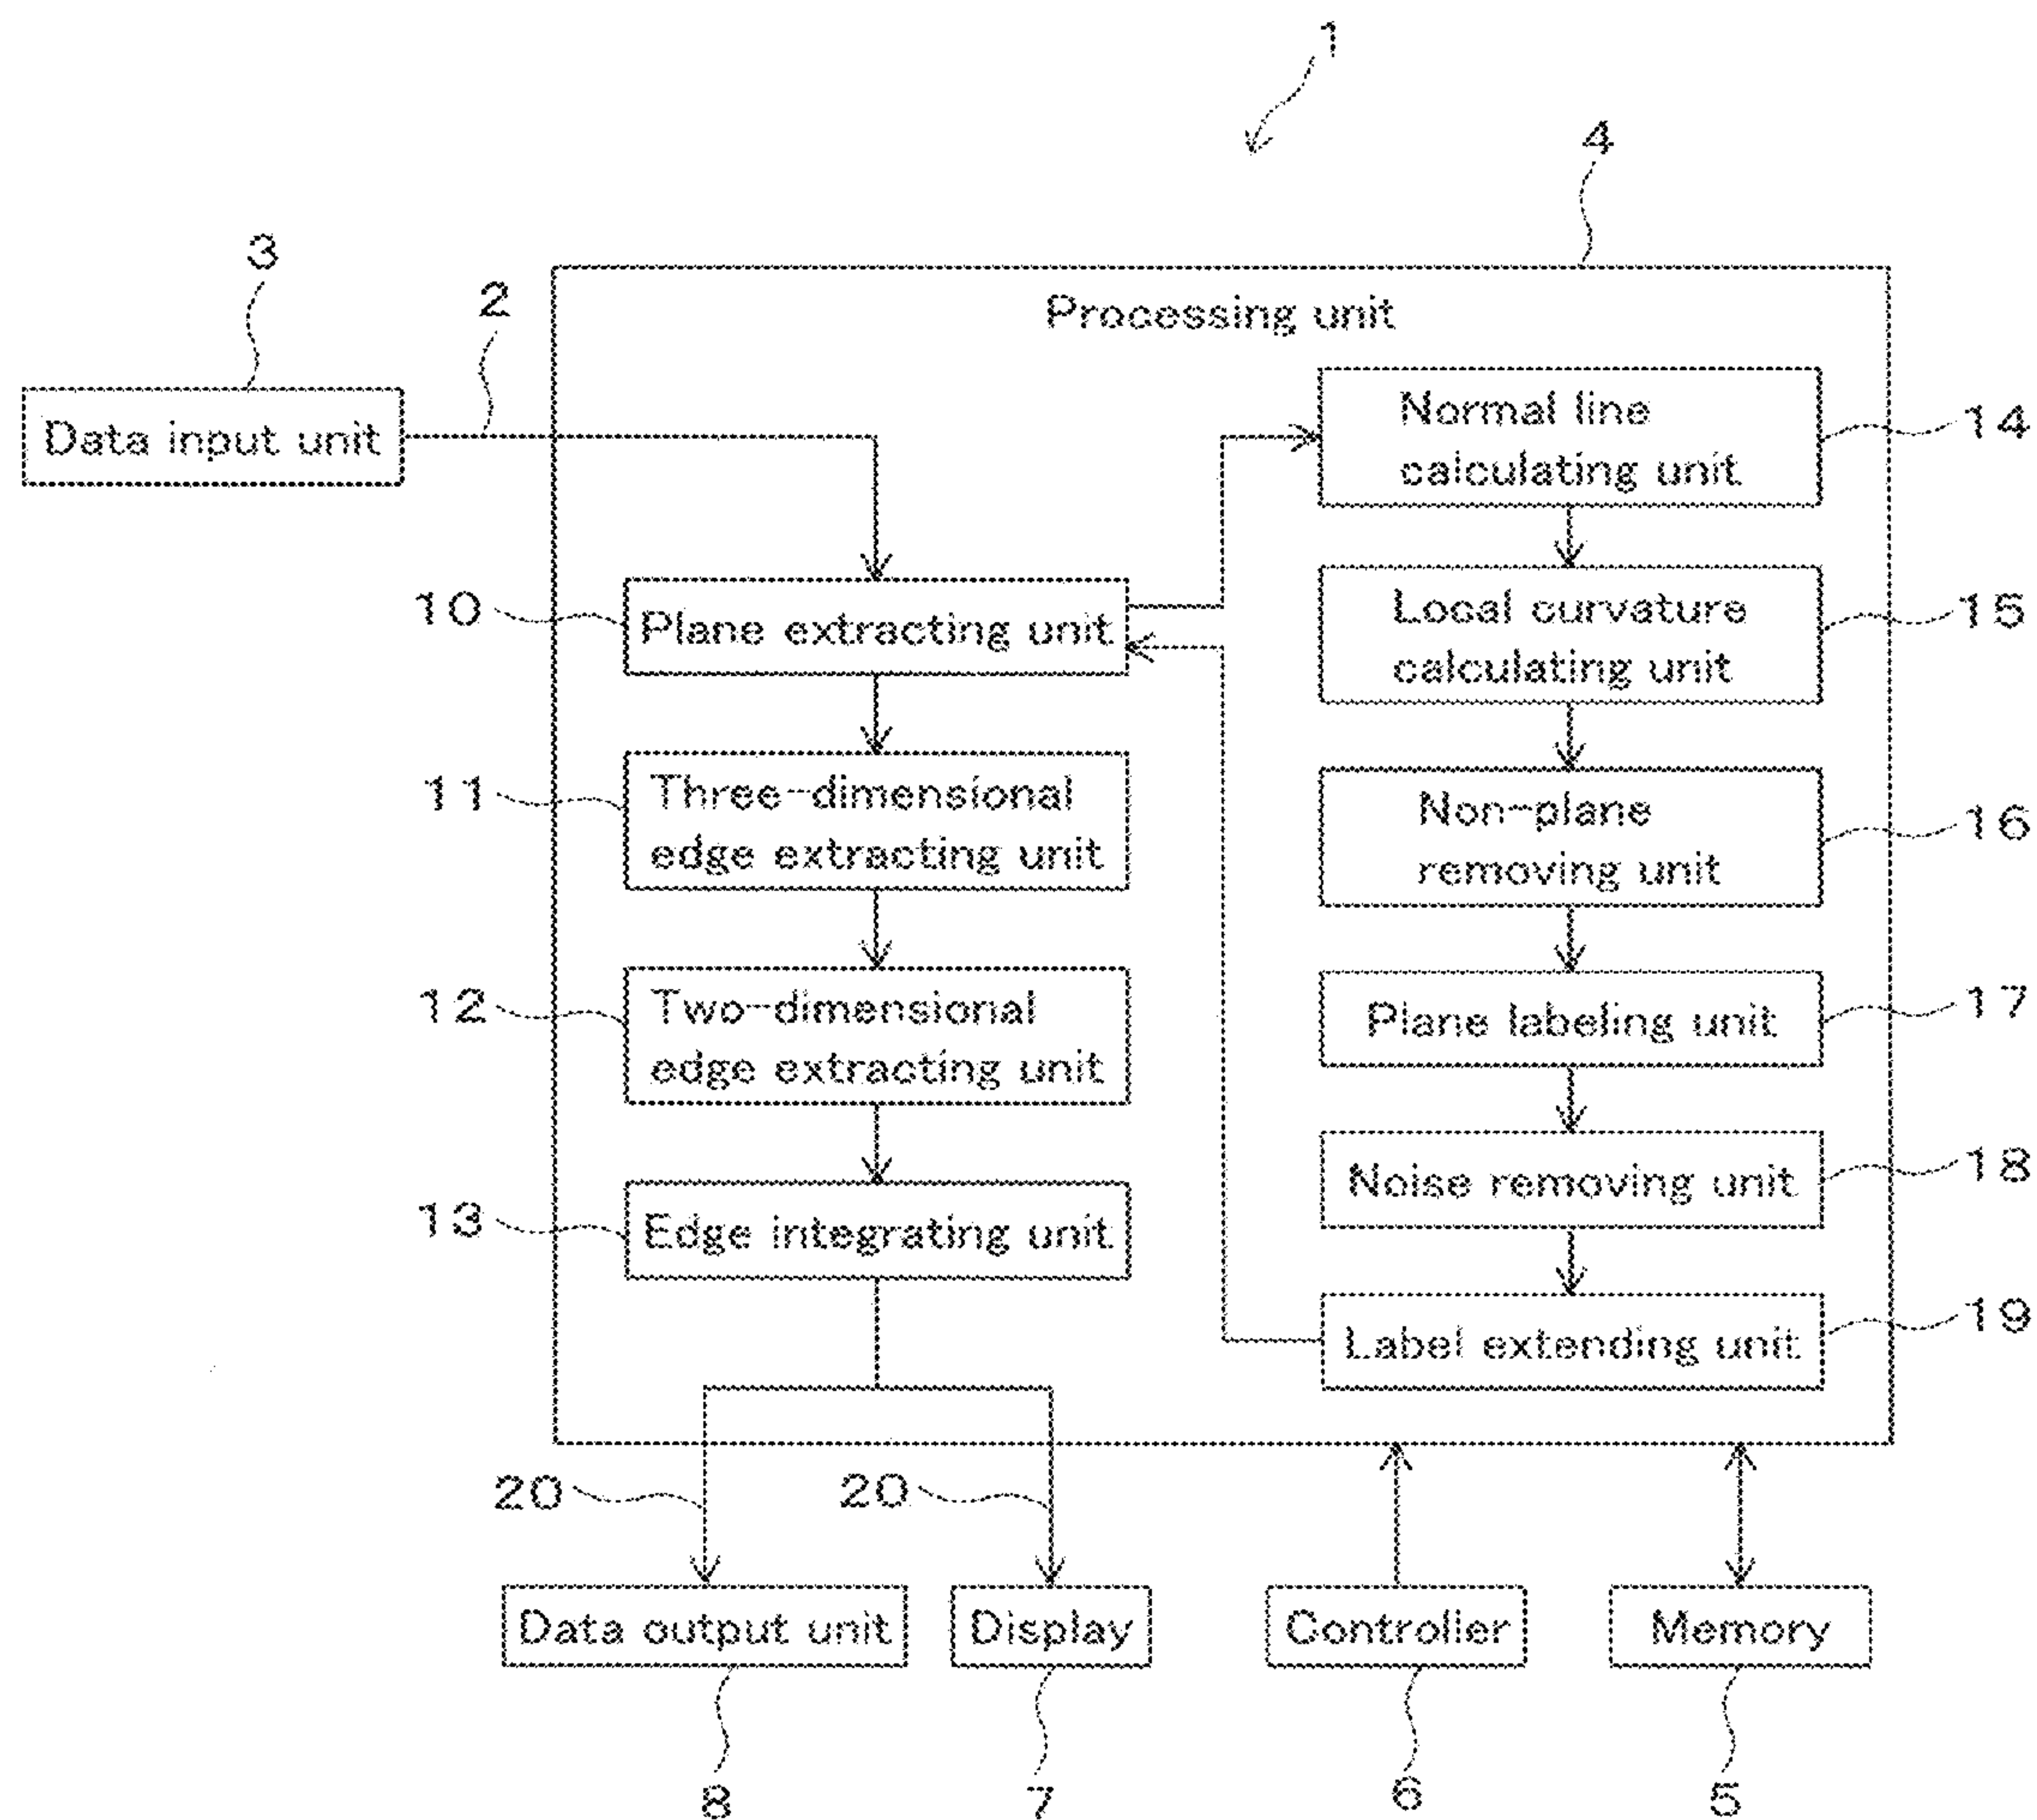 1
4
3
2
Processing unit
Data input unit
Normal line
calculating unit
14
10
Plane extracting unit
Local curvature
calculating unit
15
11
Three-dimensional
edge extracting unit
Non-plane
removing unit
16
12
Two-dimensional
edge extracting unit
Plane labeling unit
17
13
Edge integrating unit
Noise removing unit
18
Label extending unit
19
20
20
Data output unit
Display
Controller
Memory
8
7
6
5